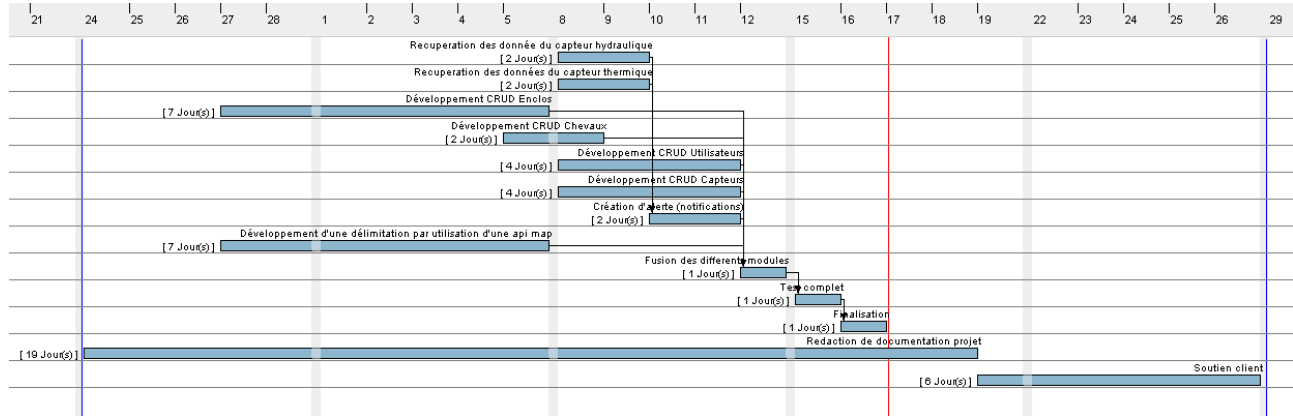 21 24 25 26 27 28 1 2 3 4 5 8 9 10 11 12 15 16 17 18 19 22 23 24 25 26 29
Recuperation des donnée du capteur hydraulique
[ 2 Jour(s) ]
Recuperation des données du capteur thermique
[ 2 Jour(s) ]
Développement CRUD Enclos
[ 7 Jour(s) ]
Développement CRUD Chevaux
[ 2 Jour(s) ]
Développement CRUD Utilisateurs
[ 4 Jour(s) ]
Développement CRUD Capteurs
[ 4 Jour(s) ]
Création d'alerte (notifications)
[ 2 Jour(s) ]
Développement d'une délimitation par utilisation d'une api map
[ 7 Jour(s) ]
Fusion des differents modules
[ 1 Jour(s) ]
Test complet
[ 1 Jour(s) ]
Finalisation
[ 1 Jour(s) ]
Redaction de documentation projet
[ 19 Jour(s) ]
Soutien client
[ 6 Jour(s) ]